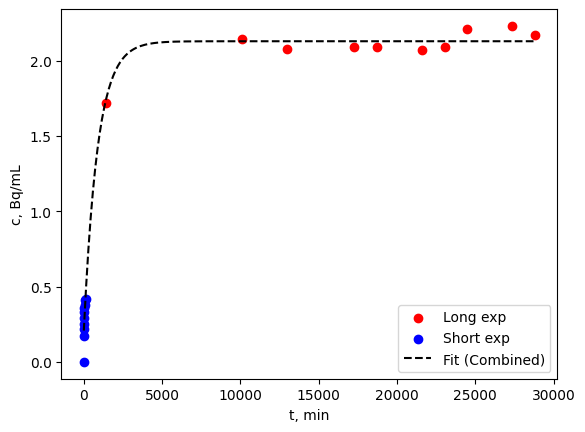 c, Bq/mL
2.0
1.5
1.0
0.5
0.0
Long exp
Short exp
Fit (Combined)
0 5000 10000 15000 20000 25000 30000
t, min